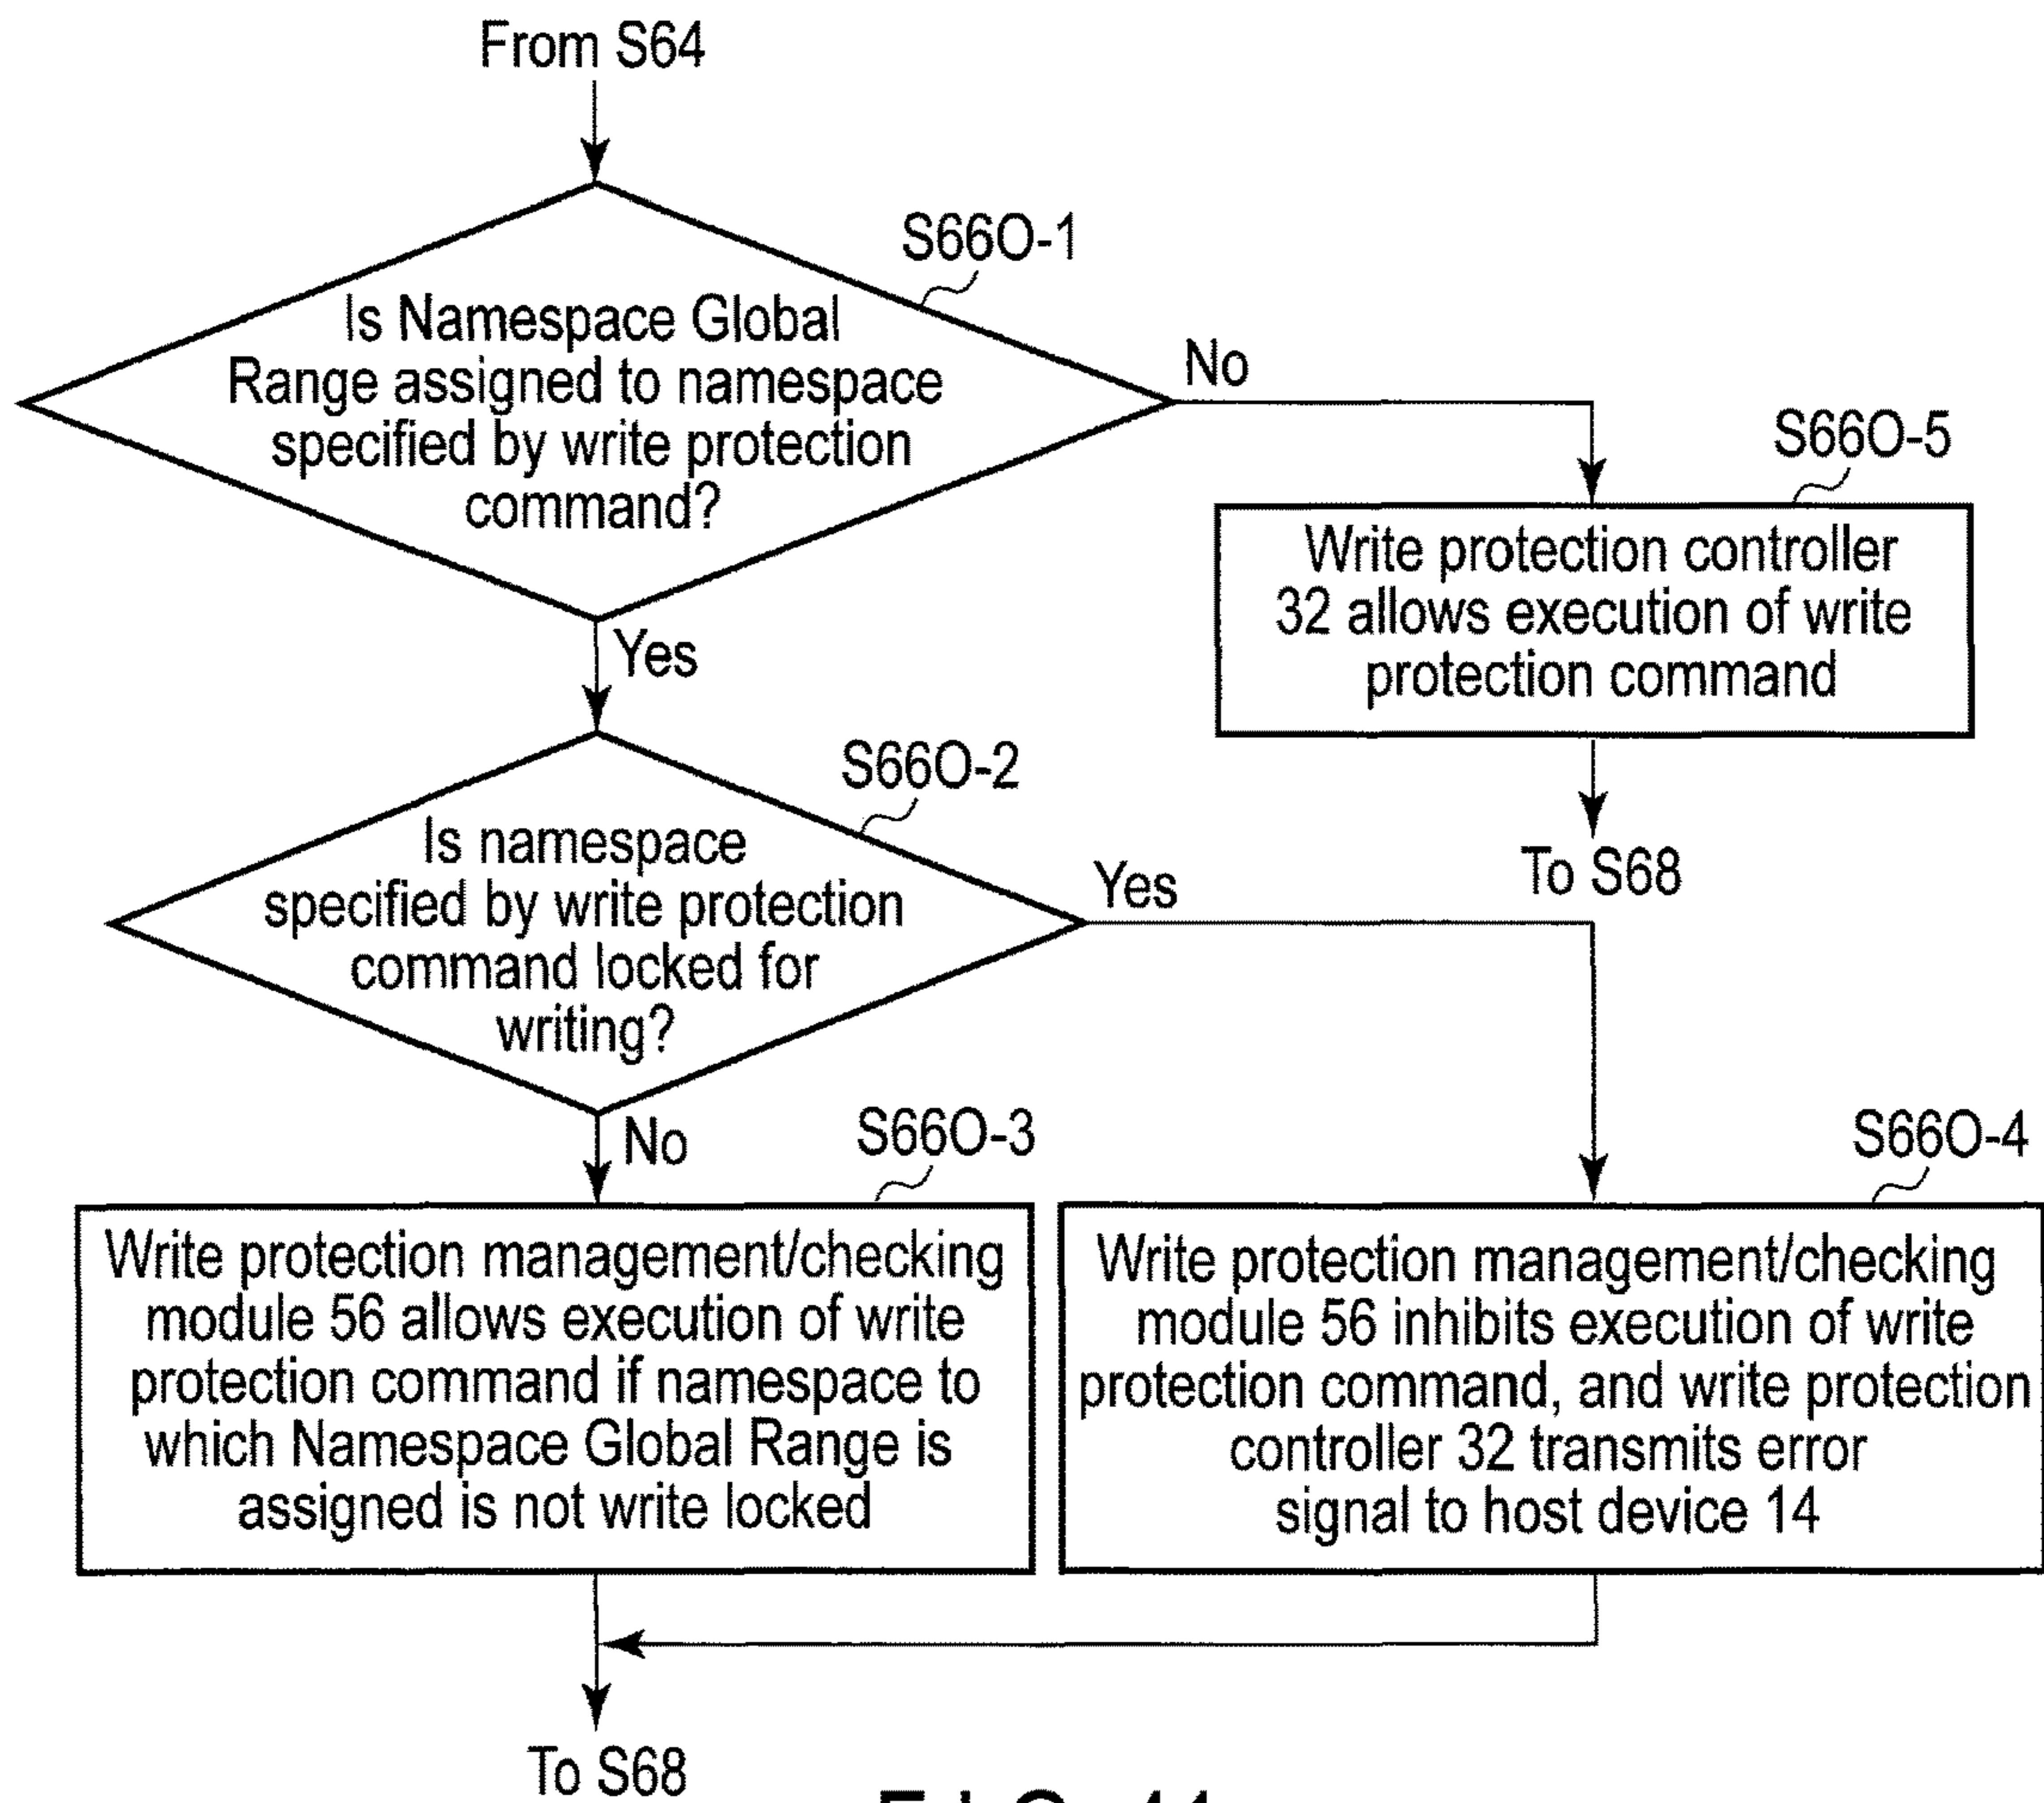 From S64
S66O-1
Is Namespace Global
Range assigned to namespace
specified by write protection
command?
No
Yes
S66O-5
Write protection controller
32 allows execution of write
protection command
To S68
S66O-2
Is namespace
specified by write protection
command locked for
writing?
Yes
No
S66O-3
Write protection management/checking
module 56 allows execution of write
protection command if namespace to
which Namespace Global Range is
assigned is not write locked
S66O-4
Write protection management/checking
module 56 inhibits execution of write
protection command, and write protection
controller 32 transmits error
signal to host device 14
To S68